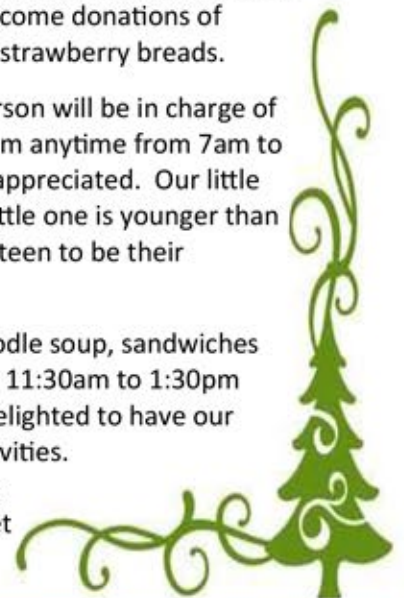 come donations of
strawberry breads.
erson will be in charge of
m anytime from 7am to
appreciated. Our little
ttle one is younger than
teen to be their
odle soup, sandwiches
11:30am to 1:30pm
elighted to have our
vities.
et